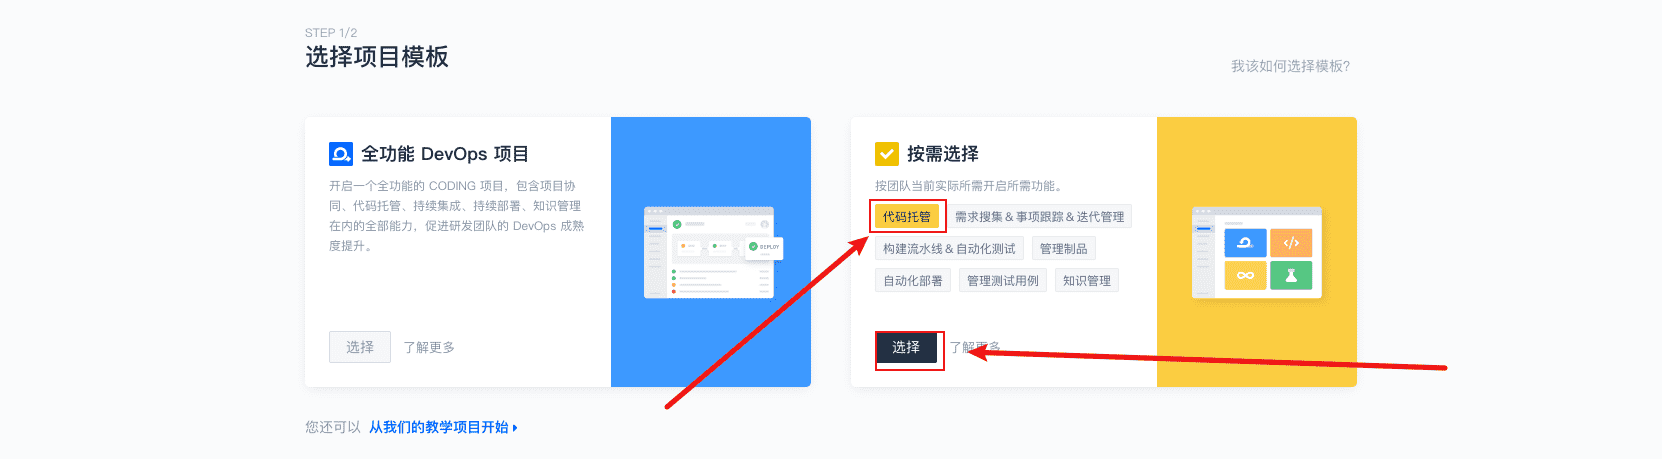 STEP 1/2
选择项目模板
我该如何选择模板?
全功能 DevOps 项目
开启一个全功能的 CODING 项目，包含项目协
同、代码托管、持续集成、持续部署、知识管理
在内的全部能力，促进研发团队的 DevOps 成熟
度提升。
选择 了解更多
DEPLOY
按需选择
按团队当前实际所需开启所需功能。
代码托管 需求搜集 & 事项跟踪 & 迭代管理
构建流水线 & 自动化测试 管理制品
自动化部署 管理测试用例 知识管理
选择 了解更多
</>
您还可以 从我们的教学项目开始